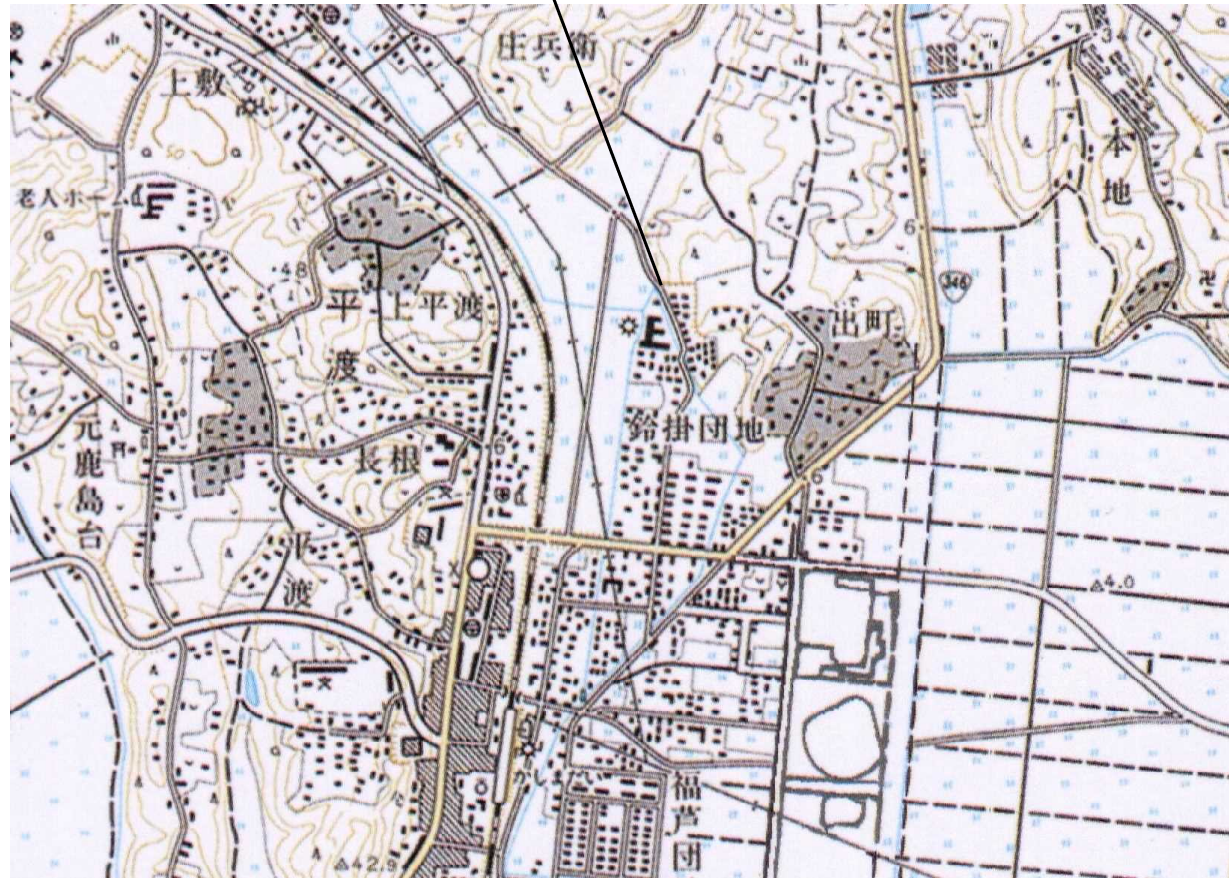 庄兵衛
上敷
本地
老人ホーム
48
50
6
346
平渡
上平渡
出町
鈴掛団地
元鹿島台
長根
6
6
平渡
4.0
かしまだい
福芦団
42.9